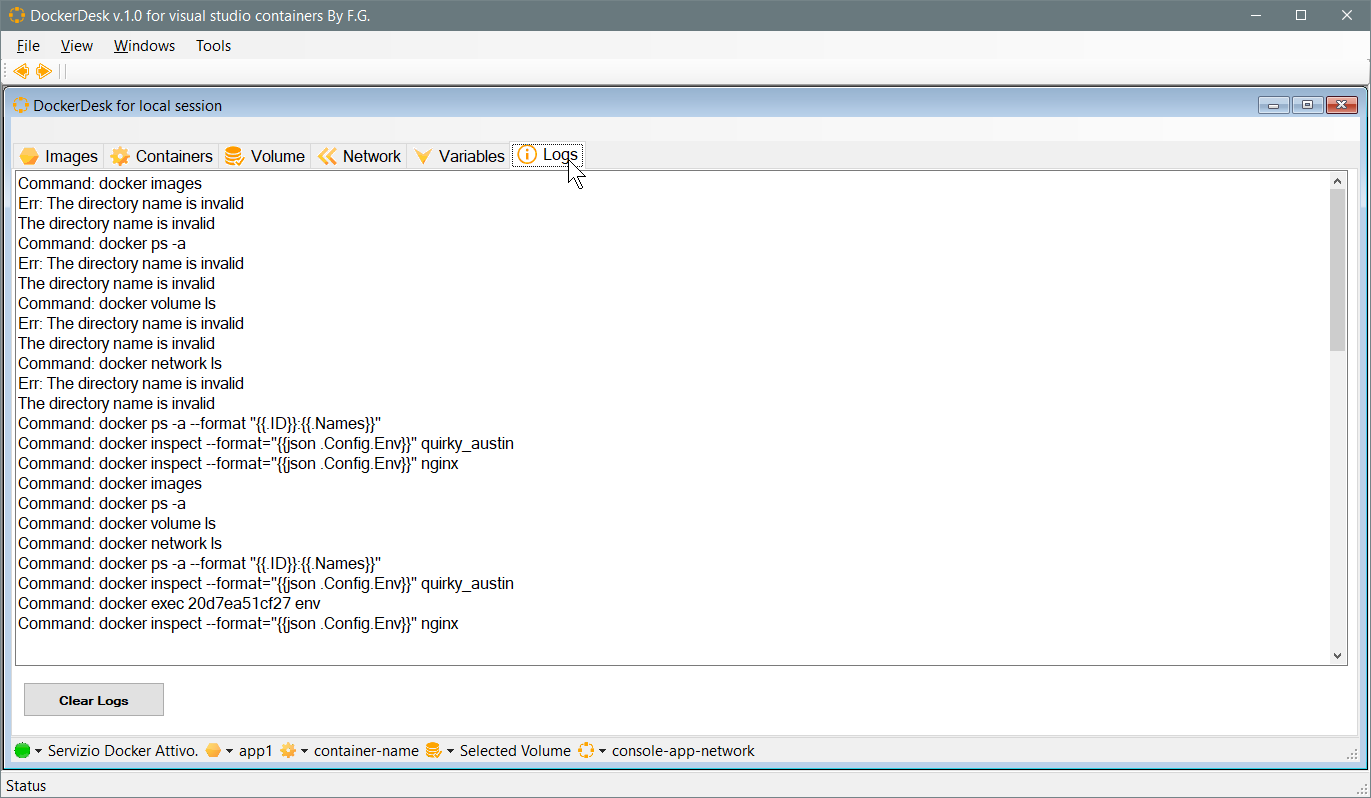 DockerDesk v.1.0 for visual studio containers By F.G.
File View Windows Tools
DockerDesk for local session
Images Containers Volume Network Variables Logs
Command: docker images
Err: The directory name is invalid
The directory name is invalid
Command: docker ps -a
Err: The directory name is invalid
The directory name is invalid
Command: docker volume ls
Err: The directory name is invalid
The directory name is invalid
Command: docker network ls
Err: The directory name is invalid
The directory name is invalid
Command: docker ps -a --format "{{.ID}}:{{.Names}}"
Command: docker inspect --format="{{json .Config.Env}}" quirky_austin
Command: docker inspect --format="{{json .Config.Env}}" nginx
Command: docker images
Command: docker ps -a
Command: docker volume ls
Command: docker network ls
Command: docker ps -a --format "{{.ID}}:{{.Names}}"
Command: docker inspect --format="{{json .Config.Env}}" quirky_austin
Command: docker exec 20d7ea51cf27 env
Command: docker inspect --format="{{json .Config.Env}}" nginx
Clear Logs
Servizio Docker Attivo. app1 container-name Selected Volume console-app-network
Status